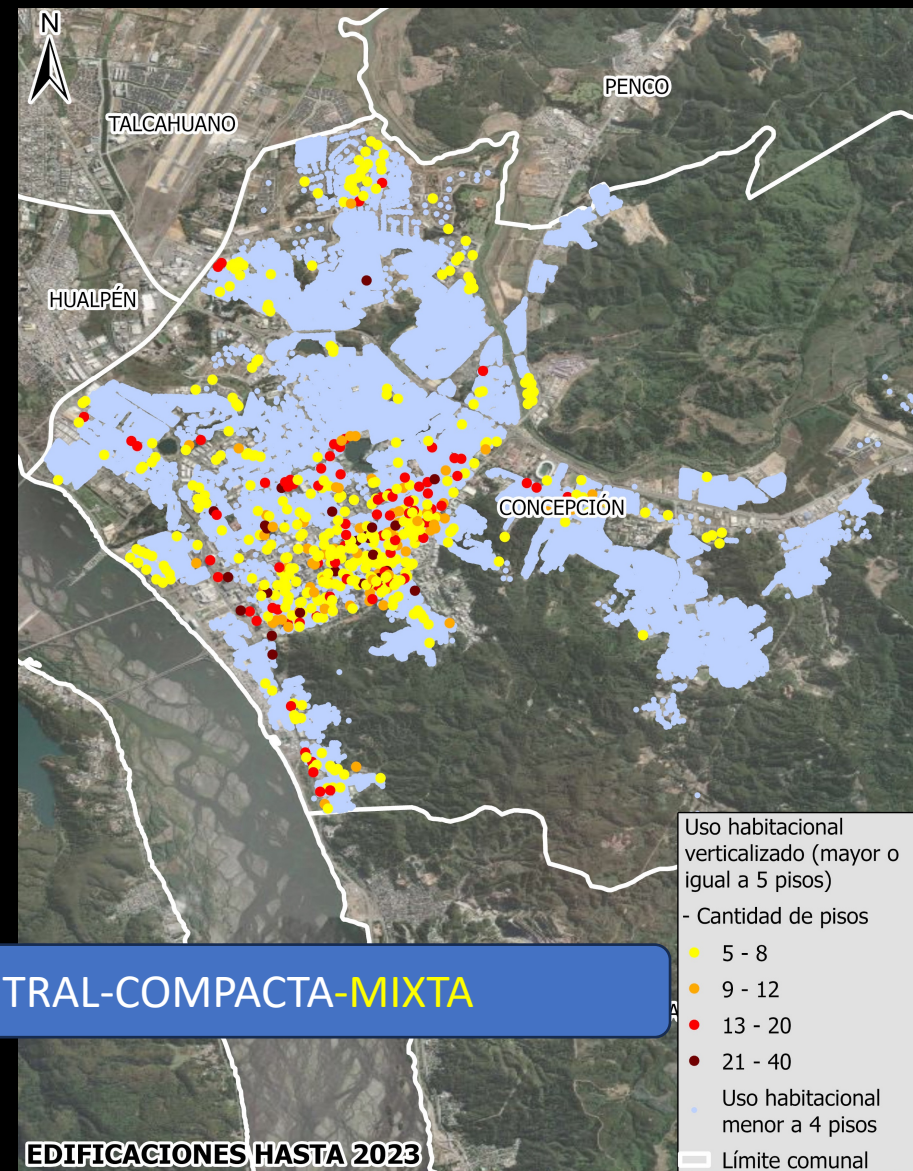 N
PENCO
TALCAHUANO
HUALPÉN
CONCEPCIÓN
Uso habitacional
verticalizado (mayor o
igual a 5 pisos)
- Cantidad de pisos
5 - 8
9 - 12
13 - 20
21 - 40
Uso habitacional
menor a 4 pisos
Límite comunal
TRAL-COMPACTA-MIXTA
EDIFICACIONES HASTA 2023